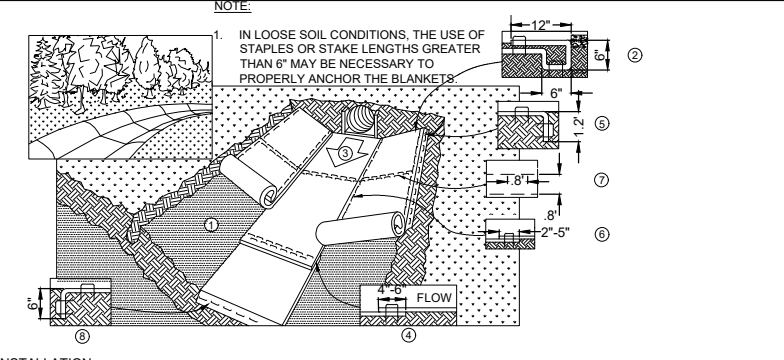 NOTE:
1. IN LOOSE SOIL CONDITIONS, THE USE OF
STAPLES OR STAKE LENGTHS GREATER
THAN 6" MAY BE NECESSARY TO
PROPERLY ANCHOR THE BLANKETS.
12"
6"
2
6"
1.2'
5
3
.8'
7
.8'
1
2"-5"
6
4"-6"
FLOW
6"
8
4